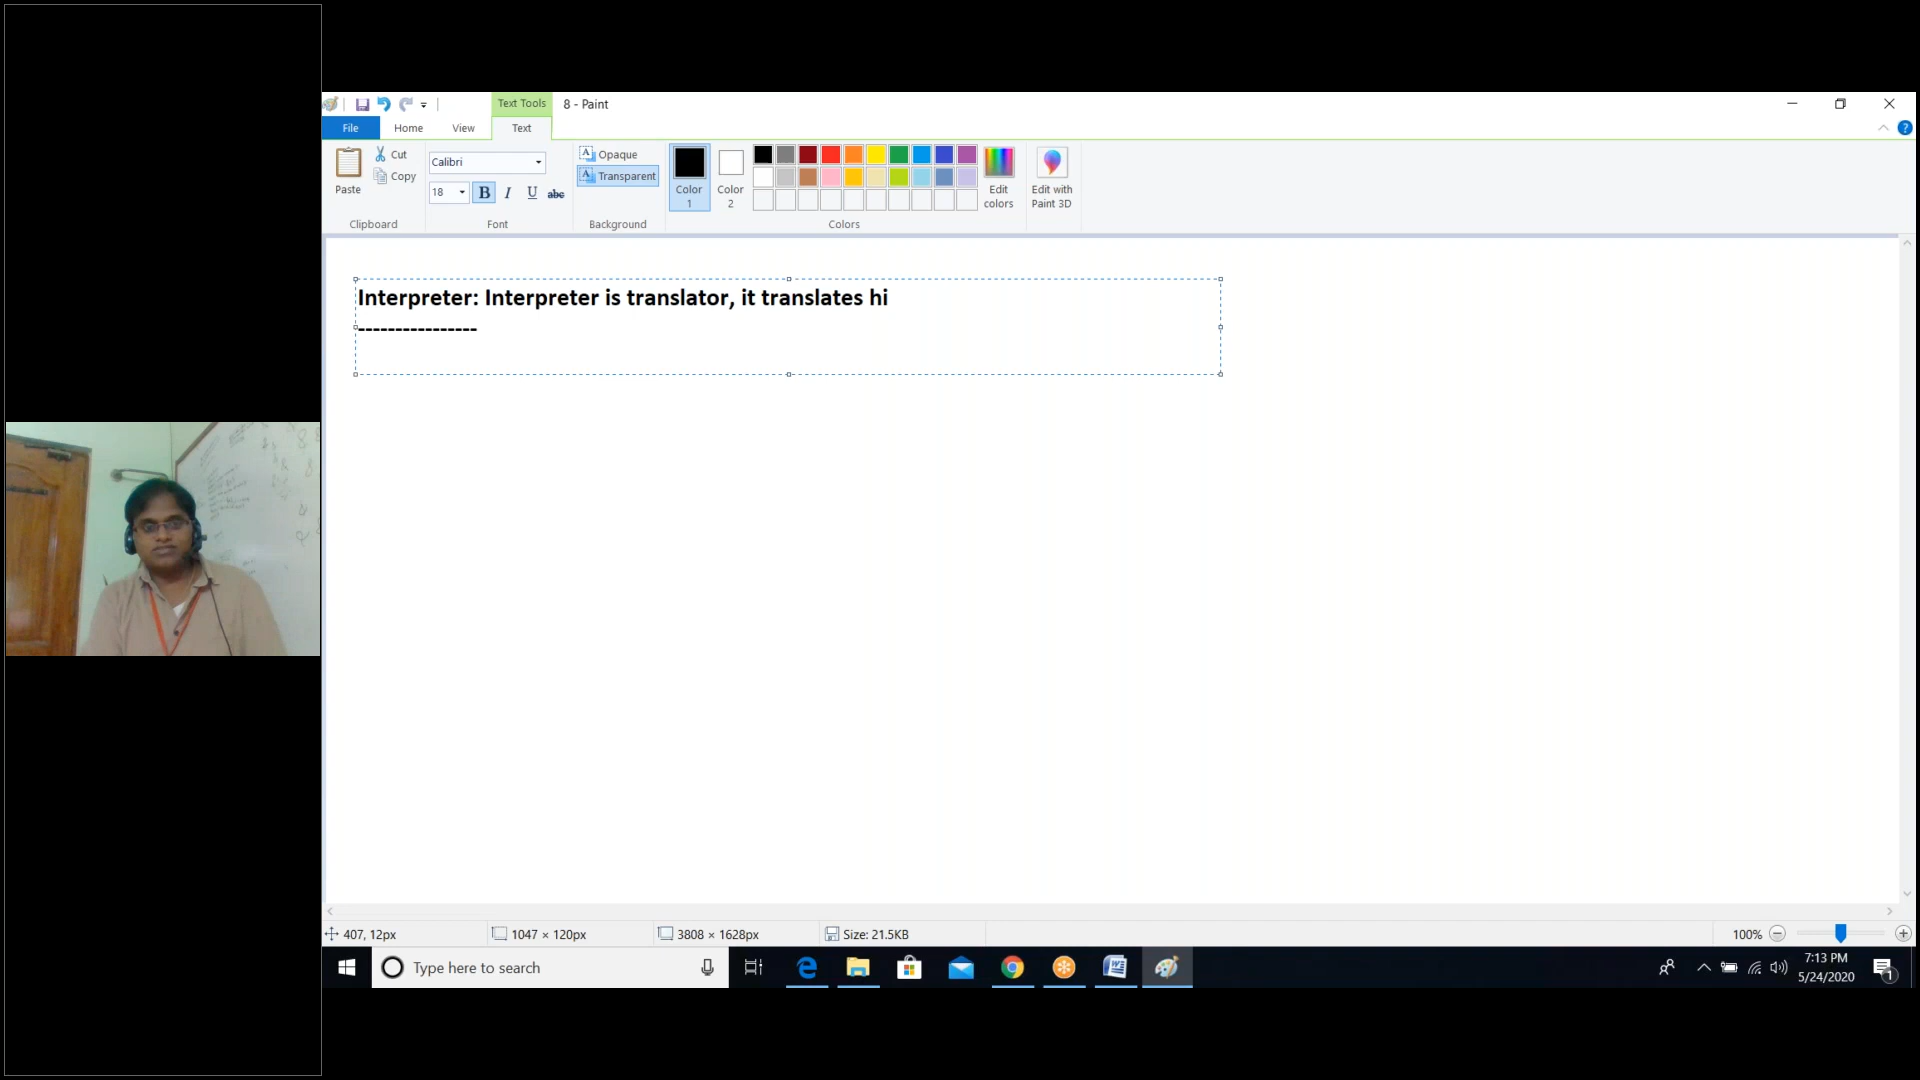 Text Tools
8 - Paint
File
Home
View
Text
Paste
Cut
Copy
Clipboard
Calibri
18
B
I
U
abc
Font
Opaque
Transparent
Background
Color 1
Color 2
Edit colors
Colors
Edit with Paint 3D
Interpreter: Interpreter is translator, it translates hi
----------------
407, 12px
1047 × 120px
3808 × 1628px
Size: 21.5KB
100%
Type here to search
7:13 PM
5/24/2020
1